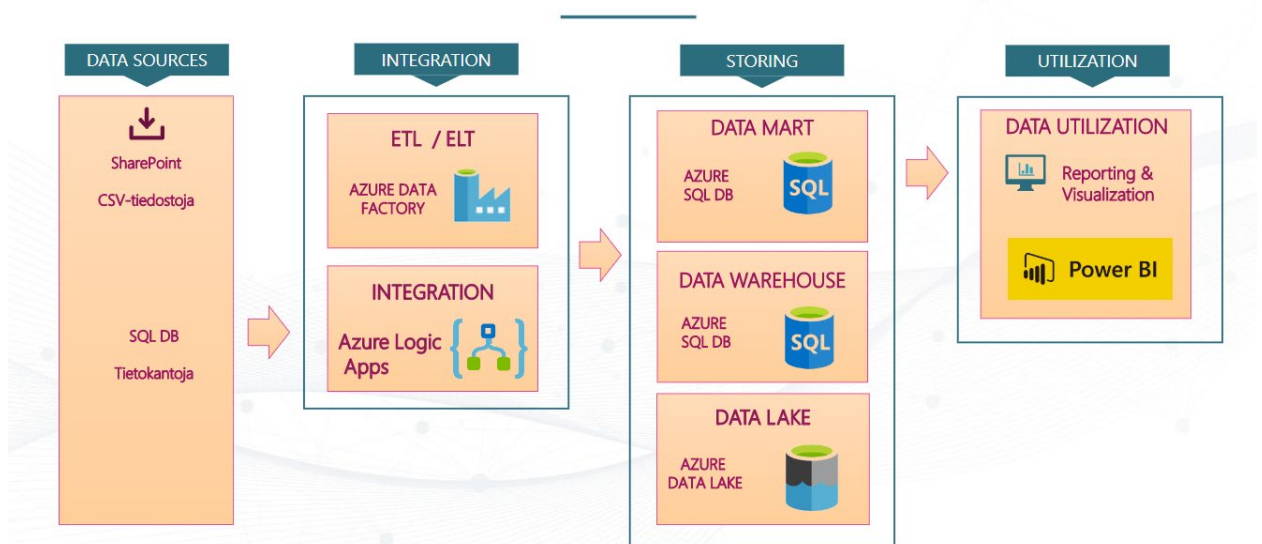 DATA SOURCES
SharePoint
CSV-tiedostoja
SQL DB
Tietokantoja
INTEGRATION
ETL / ELT
AZURE DATA
FACTORY
INTEGRATION
Azure Logic
Apps
STORING
DATA MART
AZURE
SQL DB
SQL
DATA WAREHOUSE
AZURE
SQL DB
SQL
DATA LAKE
AZURE
DATA LAKE
UTILIZATION
DATA UTILIZATION
Reporting &
Visualization
Power BI